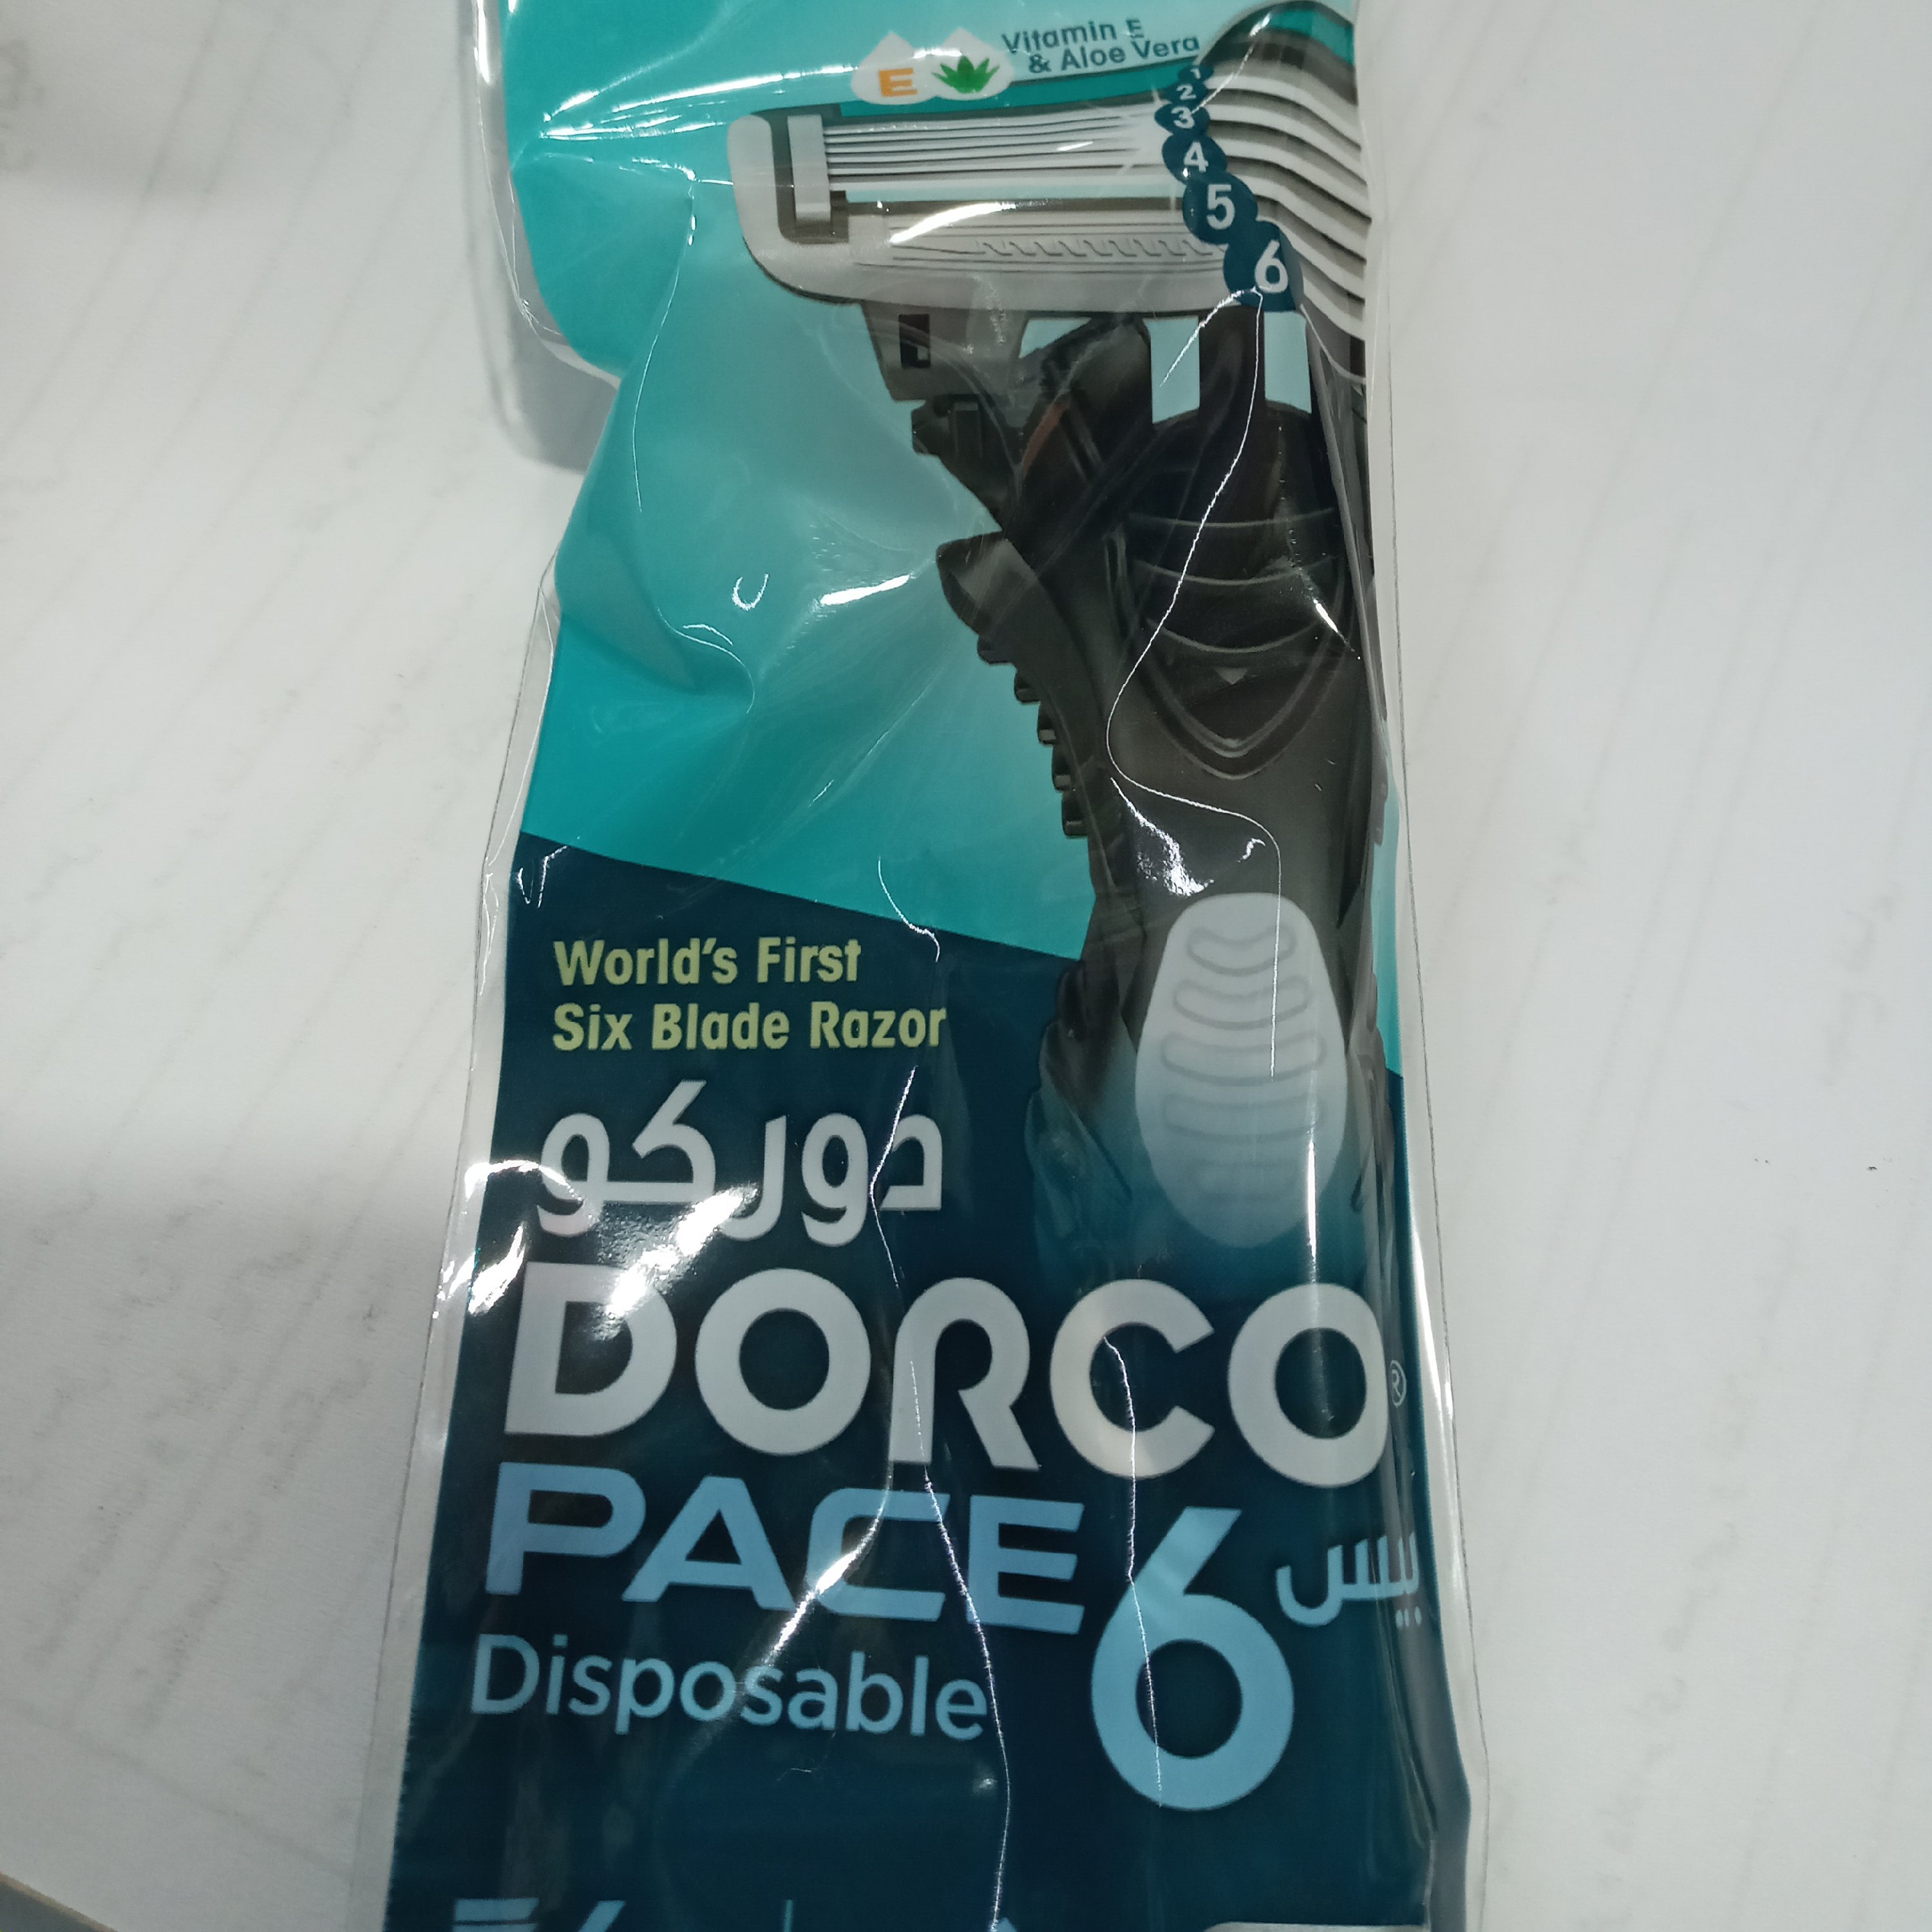 Vitamin E
& Aloe Vera
E
1
2
3
4
5
6
World's First
Six Blade Razor
دوركو
DORCO®
PACE 6 بيس
Disposable